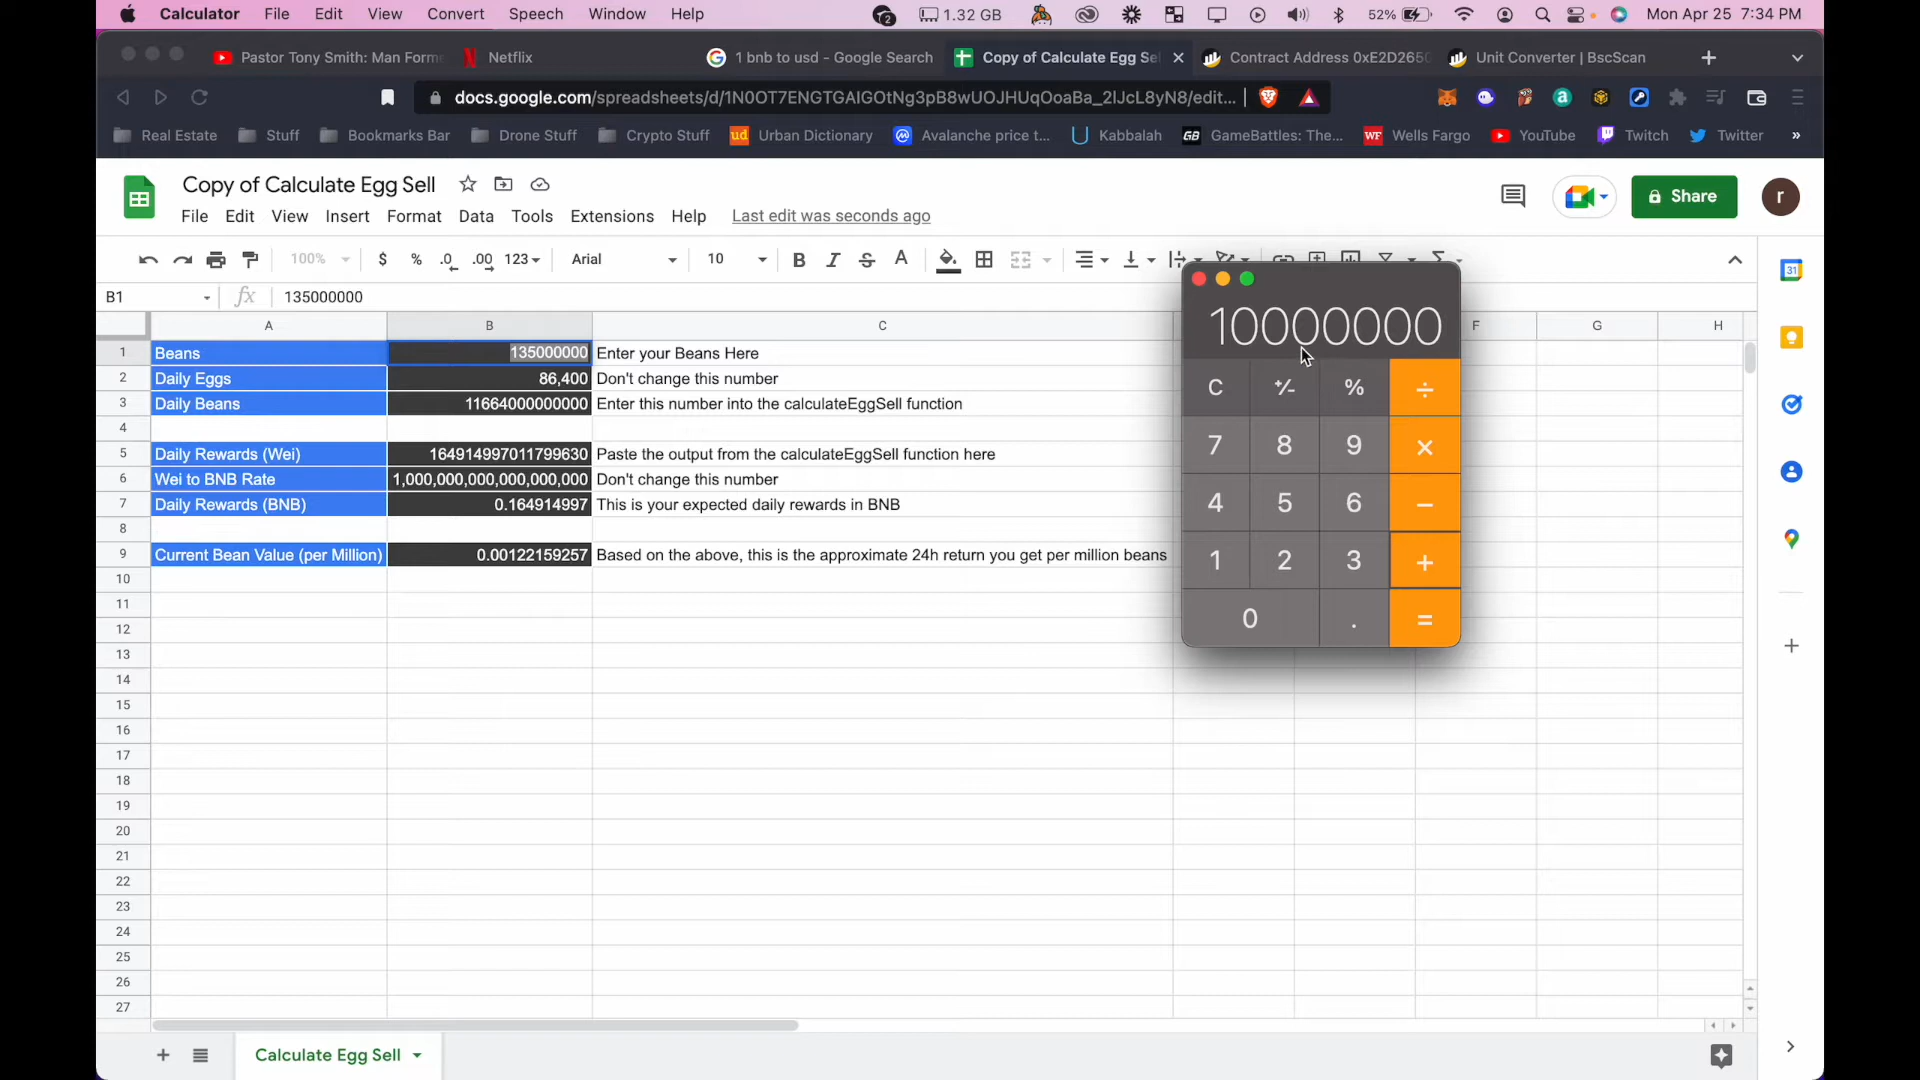 Calculator File Edit View Convert Speech Window Help 2 1.32 GB 52% Mon Apr 25 7:34 PM
Pastor Tony Smith: Man Forme Netflix 1 bnb to usd - Google Search Copy of Calculate Egg Sel Contract Address 0xE2D265 Unit Converter | BscScan
docs.google.com/spreadsheets/d/1N0OT7ENGTGAIGOtNg3pB8wUOJHUqOoaBa_2lJcL8yN8/edit...
Real Estate Stuff Bookmarks Bar Drone Stuff Crypto Stuff ud Urban Dictionary Avalanche price t... Kabbalah GB GameBattles: The... WF Wells Fargo YouTube Twitch Twitter »
Copy of Calculate Egg Sell
Share r
File Edit View Insert Format Data Tools Extensions Help Last edit was seconds ago
100% $ % .0 .00 123 Arial 10 B I S A
31
B1 fx 135000000
A B C F G H
1 Beans 135000000 Enter your Beans Here
2 Daily Eggs 86,400 Don't change this number
3 Daily Beans 11664000000000 Enter this number into the calculateEggSell function
4
5 Daily Rewards (Wei) 164914997011799630 Paste the output from the calculateEggSell function here
6 Wei to BNB Rate 1,000,000,000,000,000,000 Don't change this number
7 Daily Rewards (BNB) 0.164914997 This is your expected daily rewards in BNB
8
9 Current Bean Value (per Million) 0.00122159257 Based on the above, this is the approximate 24h return you get per million beans
10
11
12
13
14
15
16
17
18
19
20
21
22
23
24
25
26
27
10000000
C +/- % ÷
7 8 9 ×
4 5 6 −
1 2 3 +
0 . =
+ Calculate Egg Sell